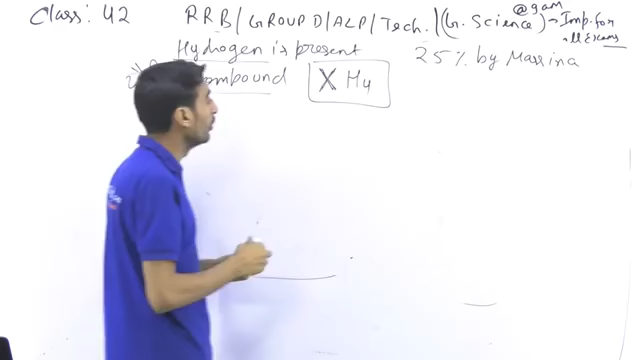 Class: 42 RRB/GROUP D/ALP/Tech.|(G. Science) → Imp. for
@ 9am
all Exams
Hydrogen is present 25% by Mass in a
compound XH4